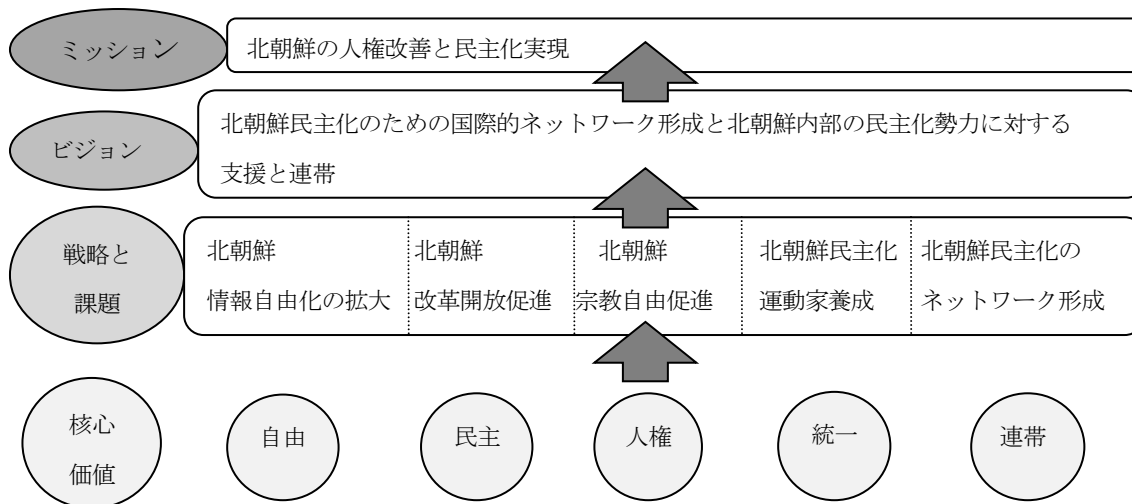 ミッション
北朝鮮の人権改善と民主化実現
ビジョン
北朝鮮民主化のための国際的ネットワーク形成と北朝鮮内部の民主化勢力に対する
支援と連帯
戦略と
課題
北朝鮮
情報自由化の拡大
北朝鮮
改革開放促進
北朝鮮
宗教自由促進
北朝鮮民主化
運動家養成
北朝鮮民主化の
ネットワーク形成
核心
価値
自由
民主
人権
統一
連帯